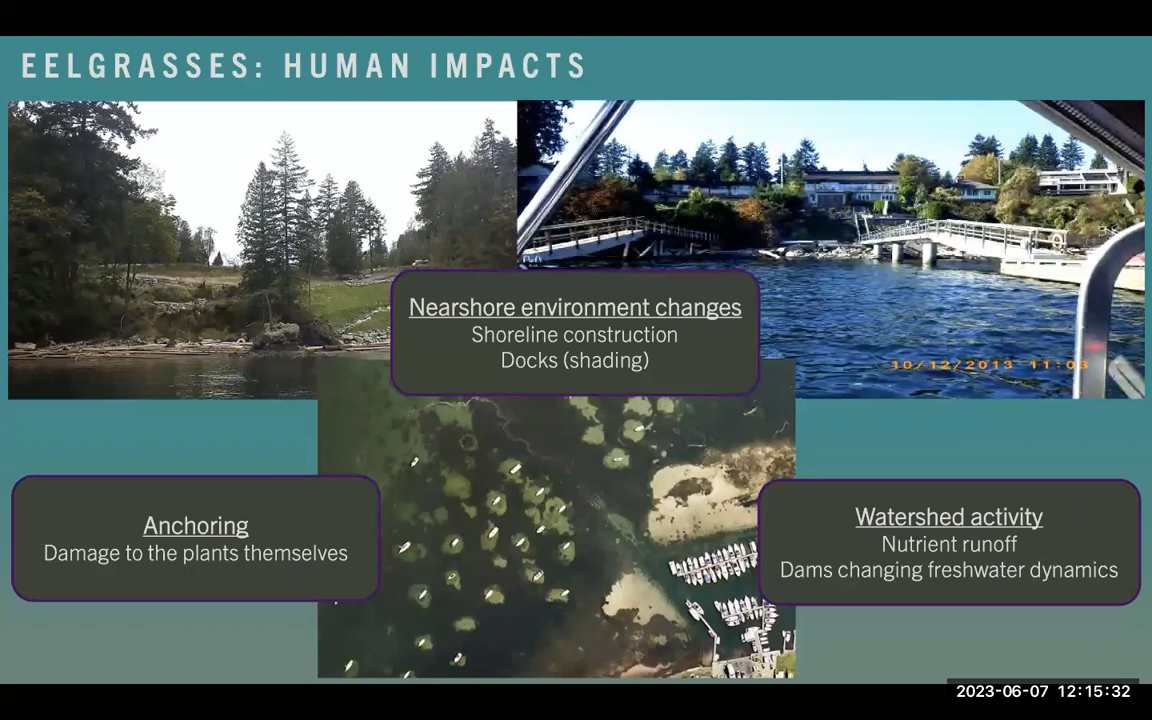 EELGRASSES: HUMAN IMPACTS
Nearshore environment changes
Shoreline construction
Docks (shading)
10/12/2013 11:03
Anchoring
Damage to the plants themselves
Watershed activity
Nutrient runoff
Dams changing freshwater dynamics
2023-06-07 12:15:32